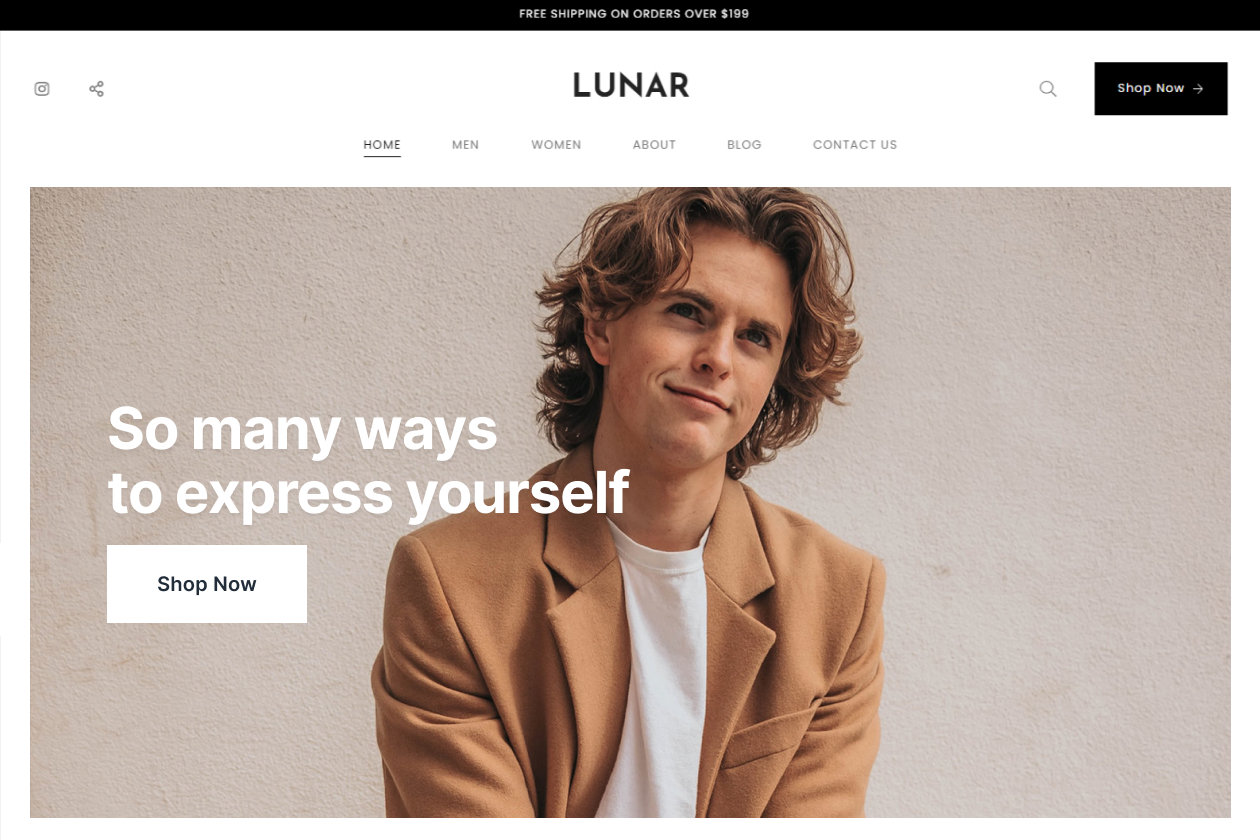 FREE SHIPPING ON ORDERS OVER $199
LUNAR
Shop Now →
HOME MEN WOMEN ABOUT BLOG CONTACT US
So many ways
to express yourself
Shop Now